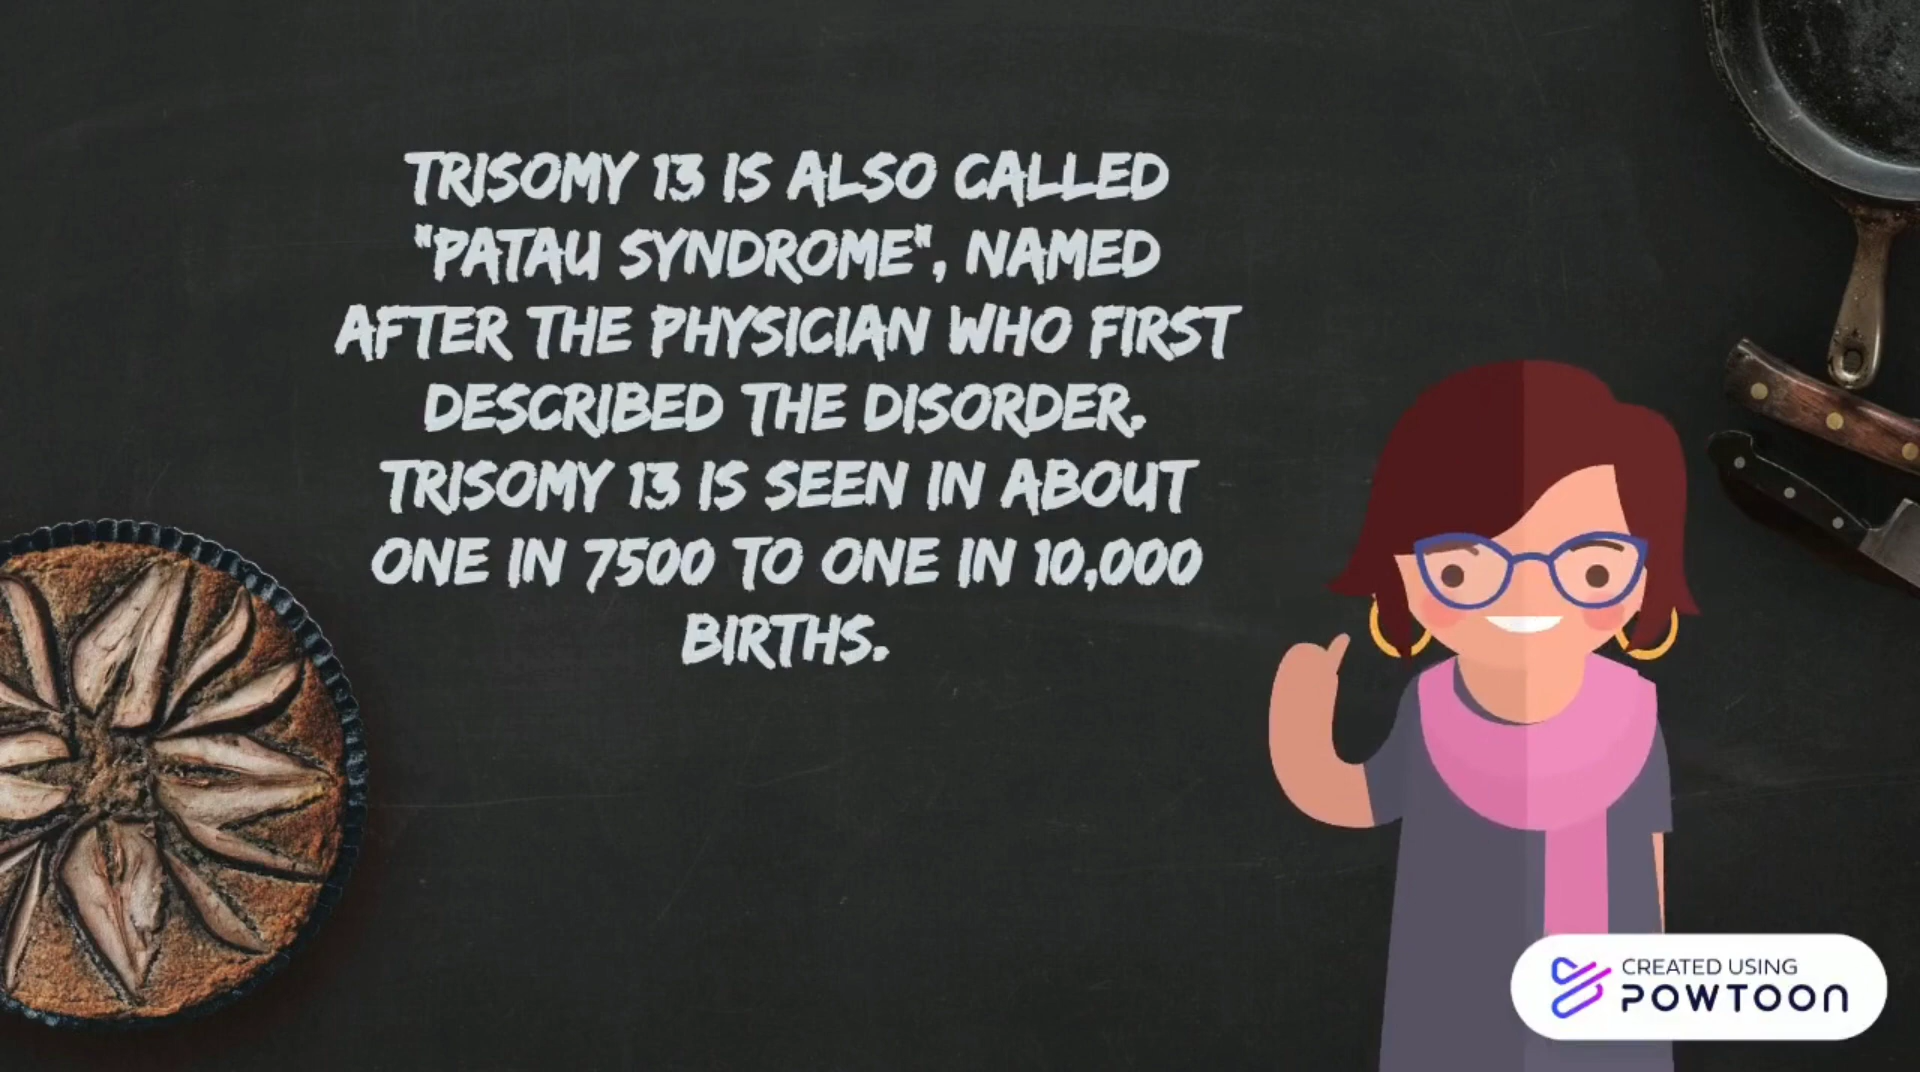 TRISOMY 13 IS ALSO CALLED
"PATAU SYNDROME", NAMED
AFTER THE PHYSICIAN WHO FIRST
DESCRIBED THE DISORDER.
TRISOMY 13 IS SEEN IN ABOUT
ONE IN 7500 TO ONE IN 10,000
BIRTHS.
CREATED USING
POWTOON